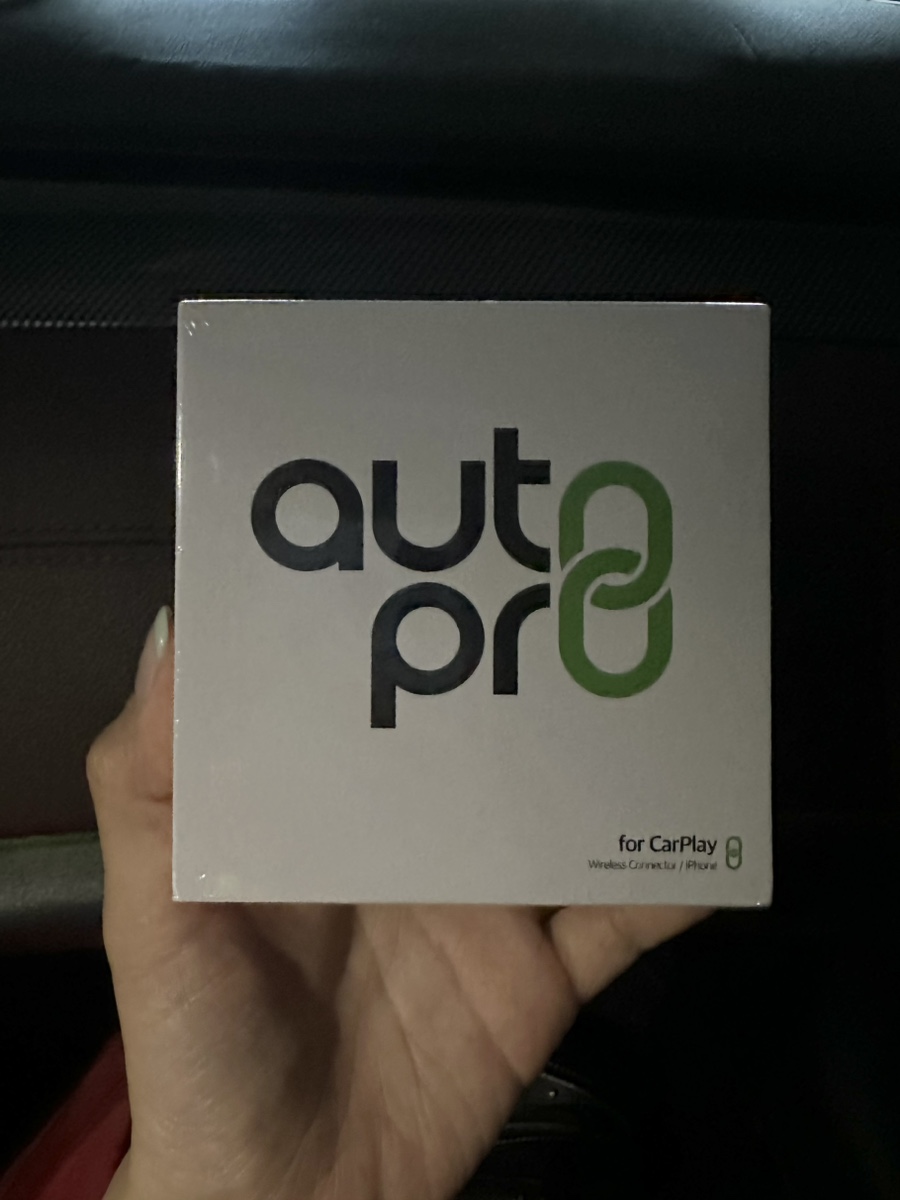 auto
pro
for CarPlay
Wireless Connector / iPhone